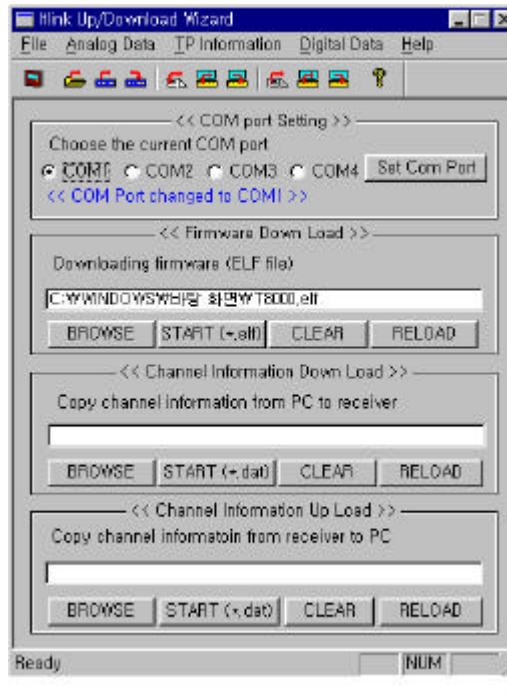 Hlink Up/Download Wizard
File Analog Data TP Information Digital Data Help
<< COM port Setting >>
Choose the current COM port
COM1 COM2 COM3 COM4 Set Com Port
<< COM Port changed to COM1 >>
<< Firmware Down Load >>
Downloading firmware (ELF file)
C:₩WINDOWS₩바탕 화면₩T8000.elf
BROWSE START (*.elf) CLEAR RELOAD
<< Channel Information Down Load >>
Copy channel information from PC to receiver
BROWSE START (*.dat) CLEAR RELOAD
<< Channel Information Up Load >>
Copy channel informatoin from receiver to PC
BROWSE START (*.dat) CLEAR RELOAD
Ready NUM